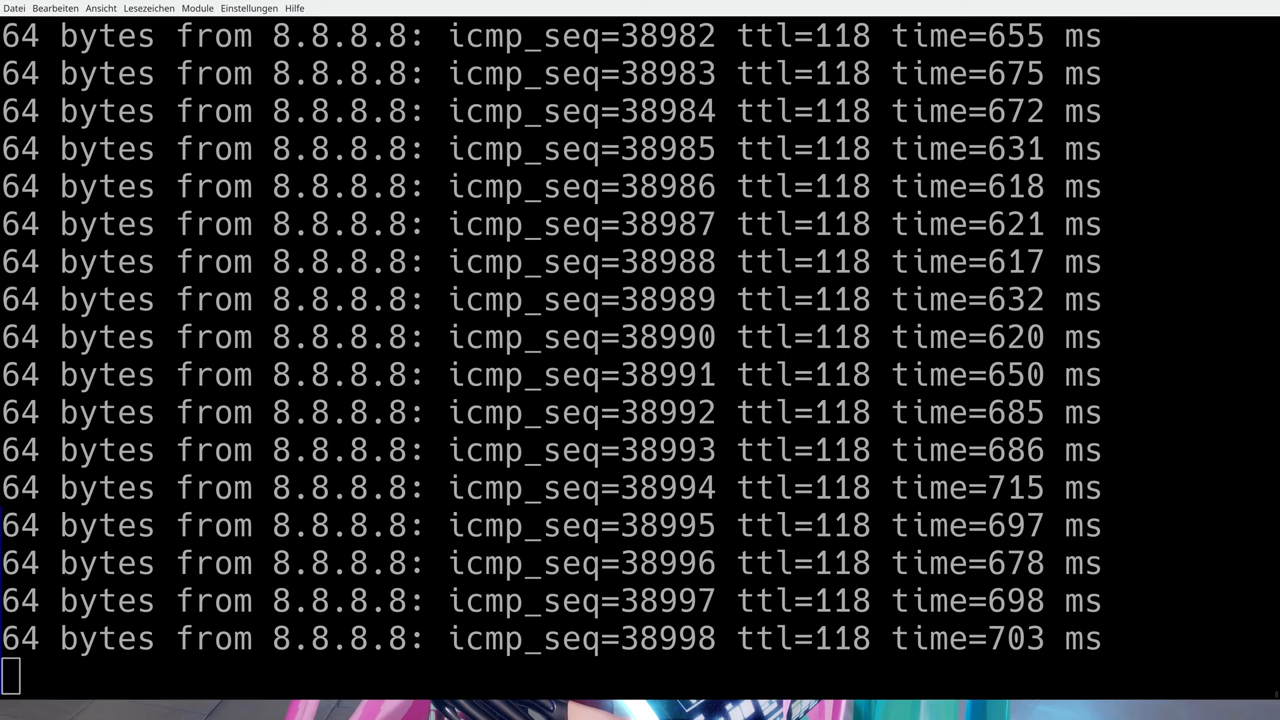 Datei Bearbeiten Ansicht Lesezeichen Module Einstellungen Hilfe
64 bytes from 8.8.8.8: icmp_seq=38982 ttl=118 time=655 ms
64 bytes from 8.8.8.8: icmp_seq=38983 ttl=118 time=675 ms
64 bytes from 8.8.8.8: icmp_seq=38984 ttl=118 time=672 ms
64 bytes from 8.8.8.8: icmp_seq=38985 ttl=118 time=631 ms
64 bytes from 8.8.8.8: icmp_seq=38986 ttl=118 time=618 ms
64 bytes from 8.8.8.8: icmp_seq=38987 ttl=118 time=621 ms
64 bytes from 8.8.8.8: icmp_seq=38988 ttl=118 time=617 ms
64 bytes from 8.8.8.8: icmp_seq=38989 ttl=118 time=632 ms
64 bytes from 8.8.8.8: icmp_seq=38990 ttl=118 time=620 ms
64 bytes from 8.8.8.8: icmp_seq=38991 ttl=118 time=650 ms
64 bytes from 8.8.8.8: icmp_seq=38992 ttl=118 time=685 ms
64 bytes from 8.8.8.8: icmp_seq=38993 ttl=118 time=686 ms
64 bytes from 8.8.8.8: icmp_seq=38994 ttl=118 time=715 ms
64 bytes from 8.8.8.8: icmp_seq=38995 ttl=118 time=697 ms
64 bytes from 8.8.8.8: icmp_seq=38996 ttl=118 time=678 ms
64 bytes from 8.8.8.8: icmp_seq=38997 ttl=118 time=698 ms
64 bytes from 8.8.8.8: icmp_seq=38998 ttl=118 time=703 ms